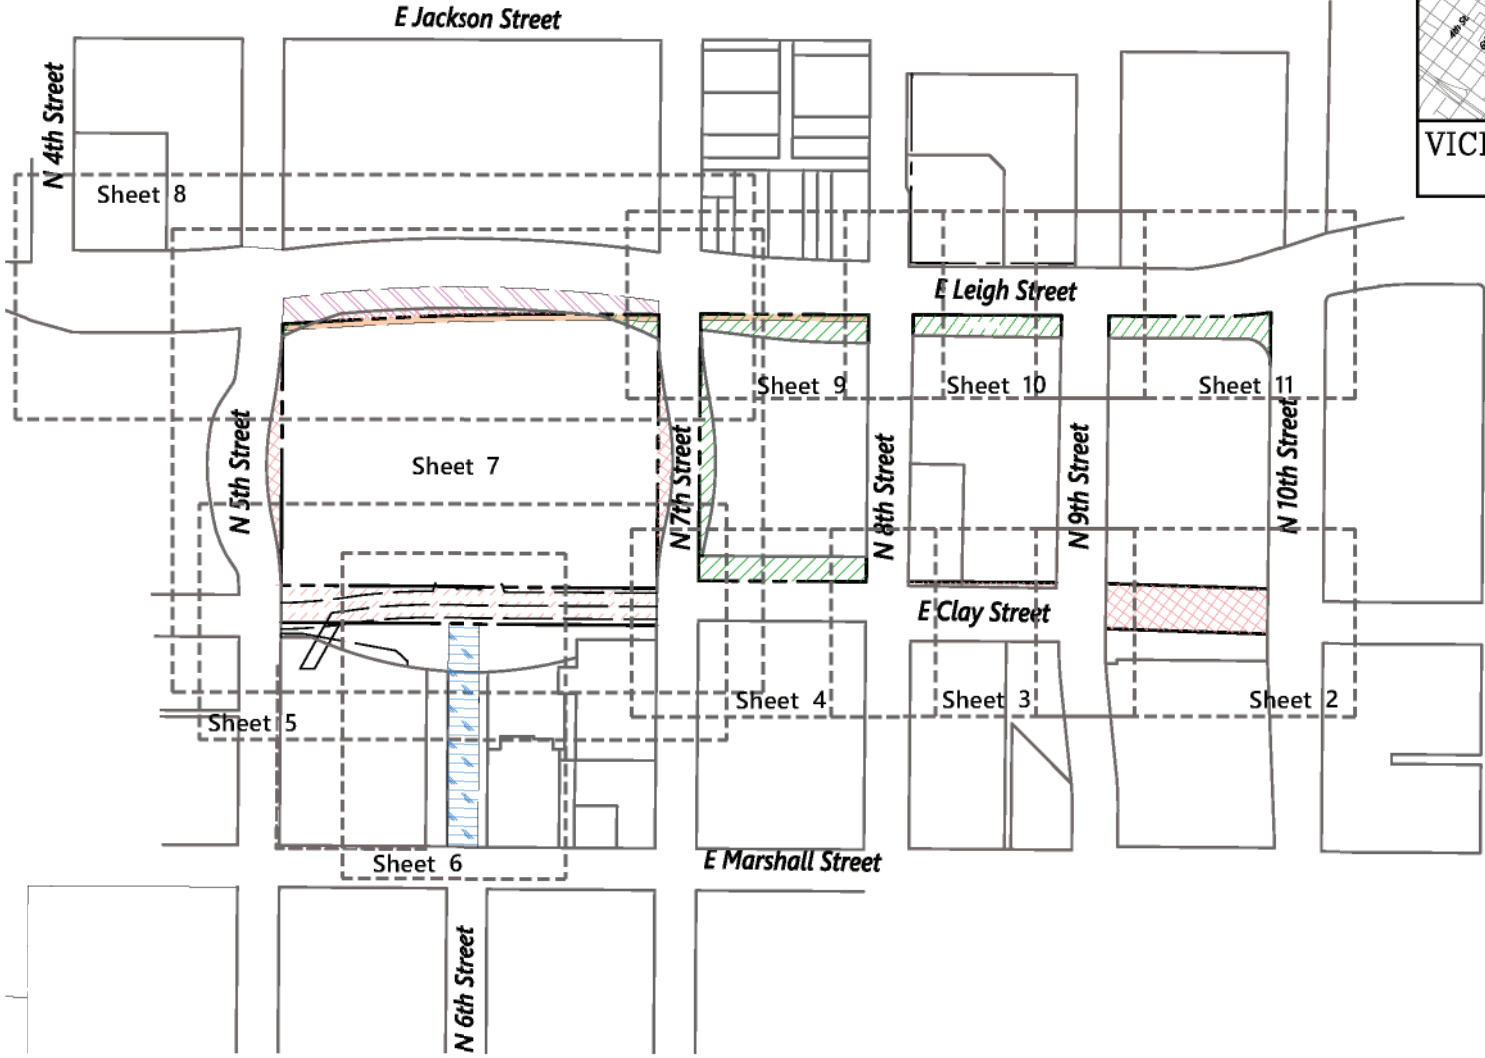 E Jackson Street
4th St.
VICI
N 4th Street
Sheet 8
E Leigh Street
Sheet 9
Sheet 10
Sheet 11
N 5th Street
Sheet 7
N 7th Street
N 8th Street
N 9th Street
N 10th Street
E Clay Street
Sheet 5
Sheet 4
Sheet 3
Sheet 2
Sheet 6
E Marshall Street
N 6th Street